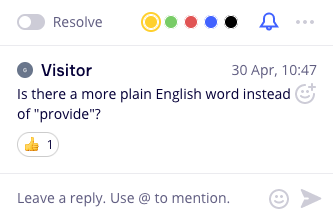 Resolve
Visitor 30 Apr, 10:47
Is there a more plain English word instead
of "provide"?
👍 1
Leave a reply. Use @ to mention.